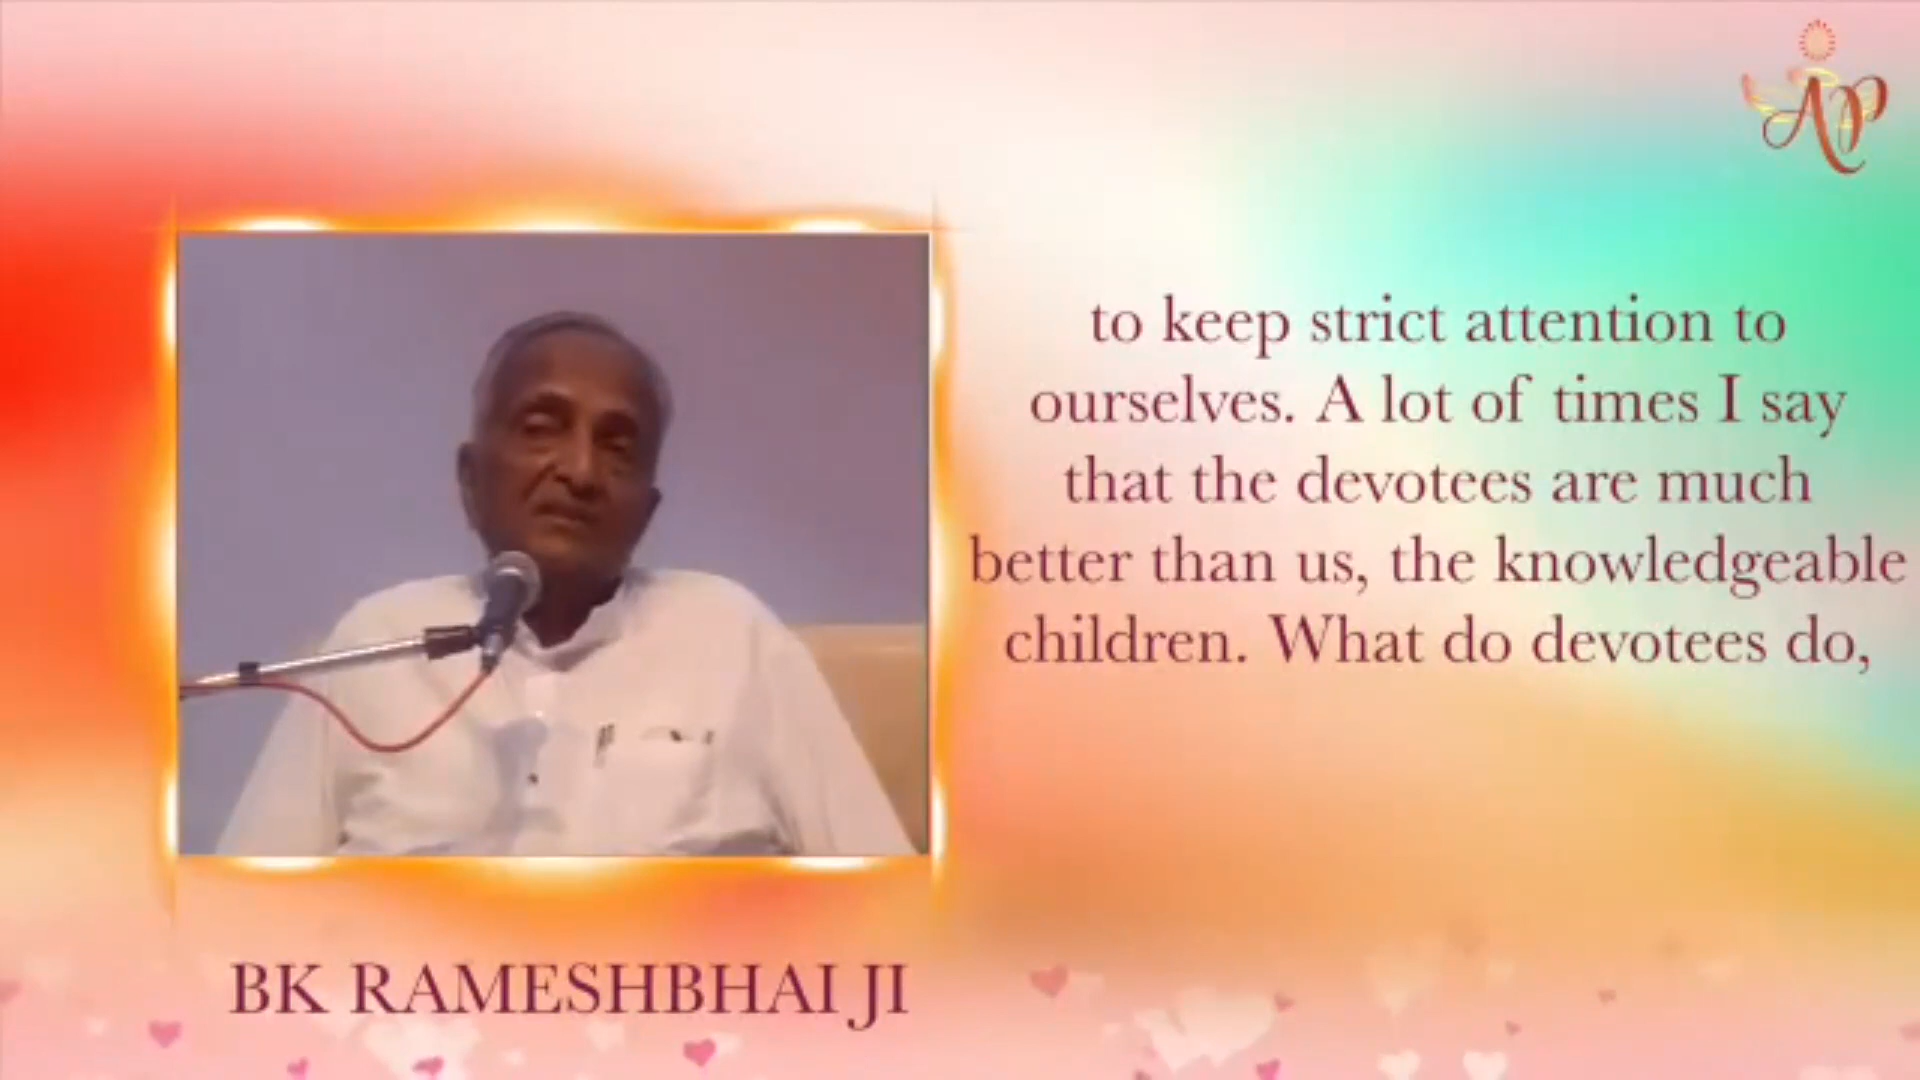 AP
to keep strict attention to
ourselves. A lot of times I say
that the devotees are much
better than us, the knowledgeable
children. What do devotees do,
BK RAMESHBHAI JI